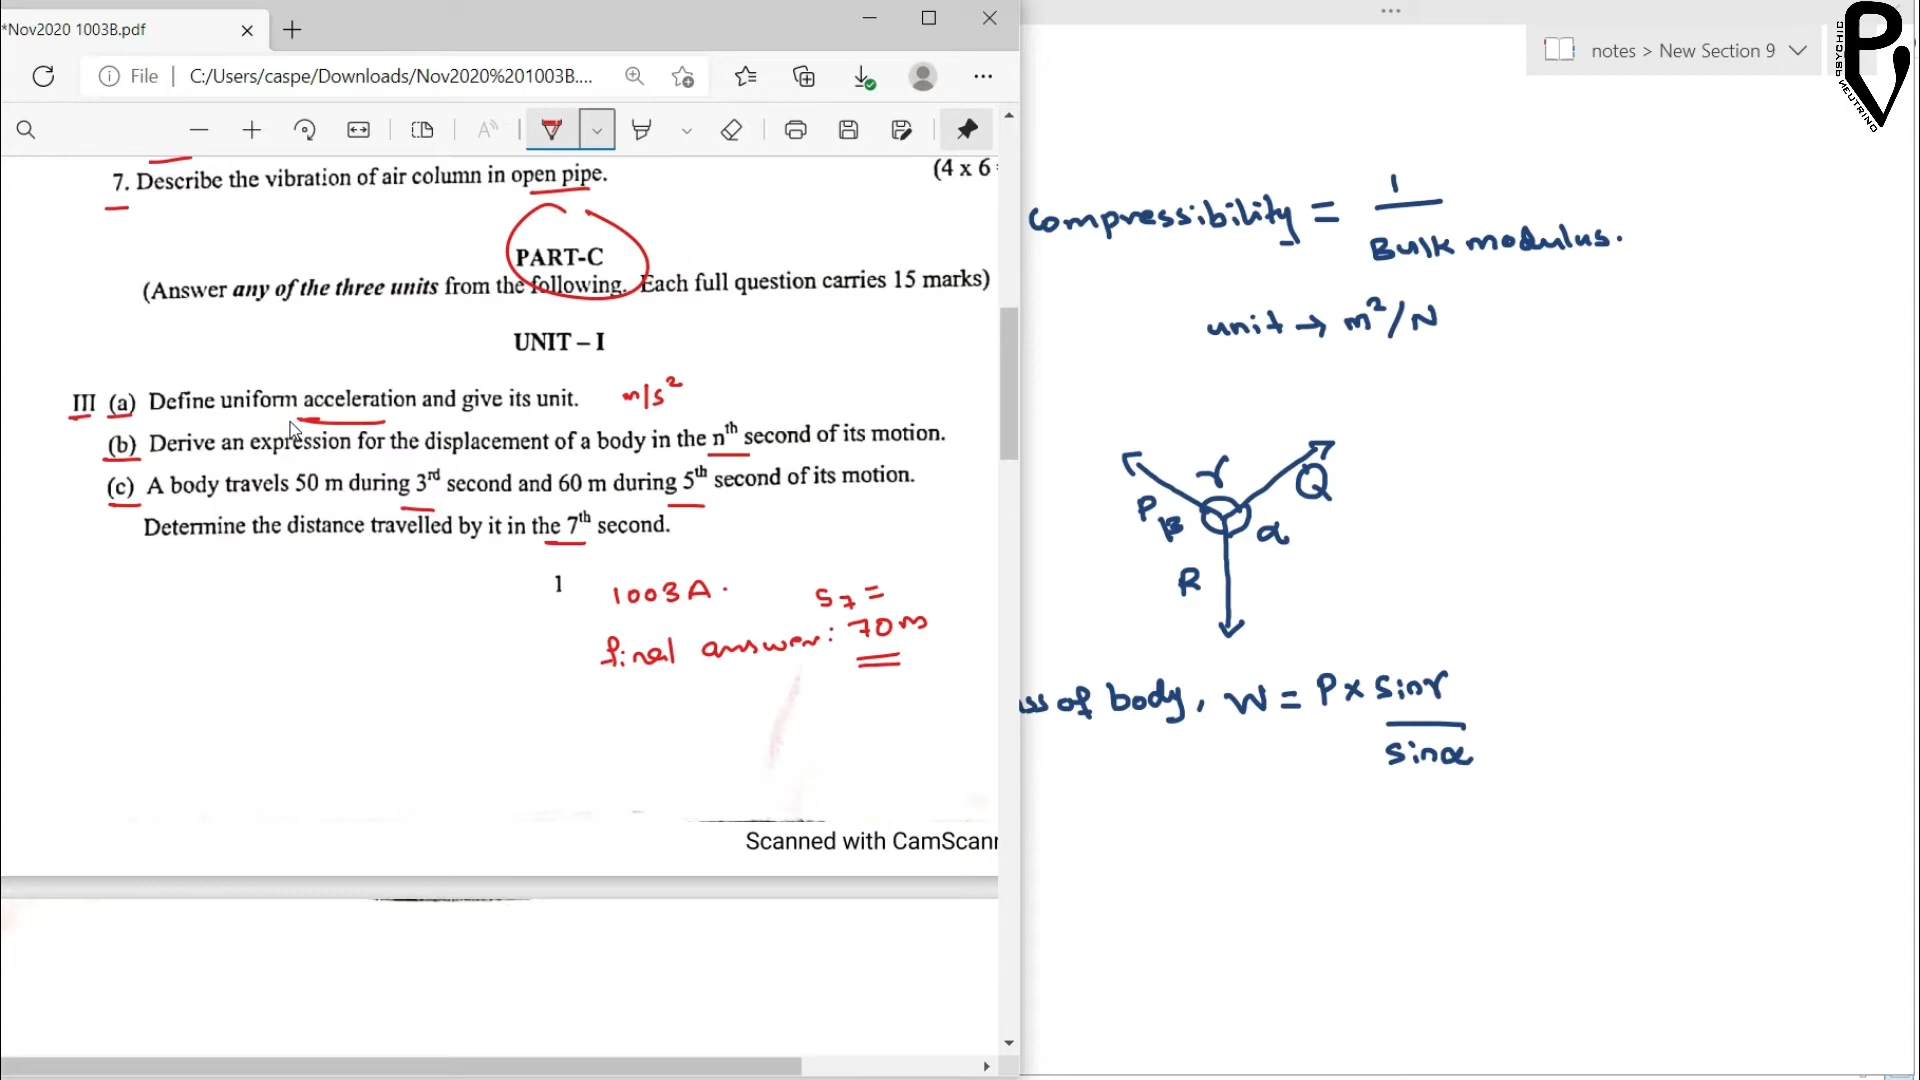 *Nov2020 1003B.pdf
File
C:/Users/caspe/Downloads/Nov2020%201003B....
7. Describe the vibration of air column in open pipe.
(4 x 6
PART-C
(Answer any of the three units from the following. Each full question carries 15 marks)
UNIT – I
III (a) Define uniform acceleration and give its unit. m/s²
(b) Derive an expression for the displacement of a body in the nth second of its motion.
(c) A body travels 50 m during 3rd second and 60 m during 5th second of its motion.
Determine the distance travelled by it in the 7th second.
1
1003A.
S7 =
final answer: 70m
Scanned with CamScann
notes > New Section 9
PSYCHIC
NEUTRINO
compressibility = 1
Bulk modulus.
unit → m²/N
γ
Q
P
β
α
R
ss of body, W = P x sinγ
sinα